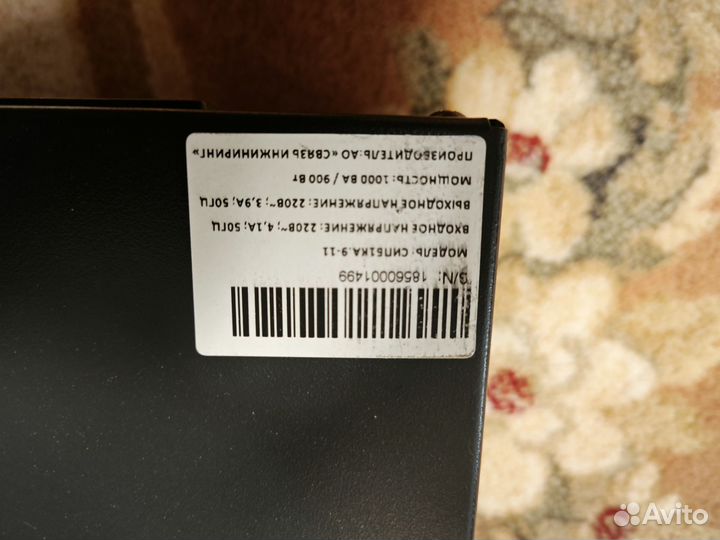 S/N: 18560001499
МОДЕЛЬ: СИПБ1КА.9-11
ВХОДНОЕ НАПРЯЖЕНИЕ: 220В~; 4,1А; 50ГЦ
ВЫХОДНОЕ НАПРЯЖЕНИЕ: 220В~; 3,9А; 50ГЦ
МОЩНОСТЬ: 1000 ВА / 900 Вт
ПРОИЗВОДИТЕЛЬ: АО «СВЯЗЬ ИНЖИНИРИНГ»
Avito